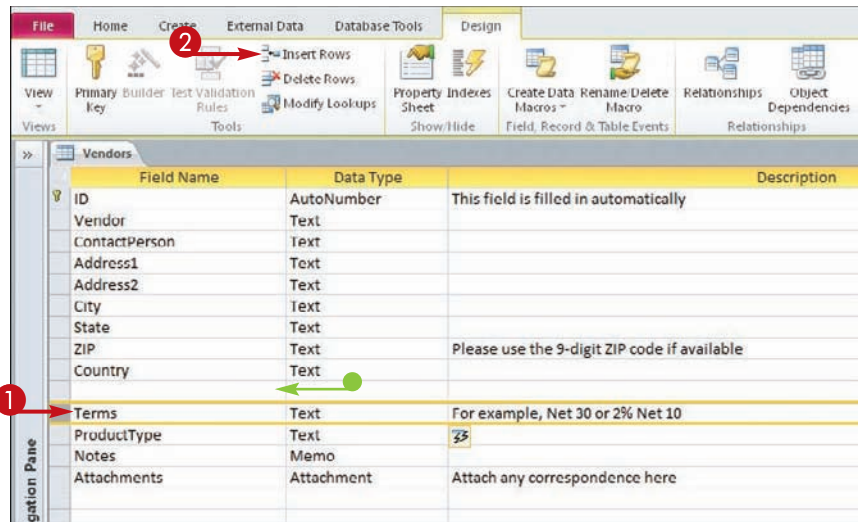 File Home Create External Data Database Tools Design
2
Insert Rows
Delete Rows
Modify Lookups
View
Primary Key
Builder
Test Validation Rules
Property Sheet
Indexes
Create Data Macros
Rename/Delete Macro
Relationships
Object Dependencies
Views Tools Show/Hide Field, Record & Table Events Relationships
»
Vendors
Field Name Data Type Description
ID AutoNumber This field is filled in automatically
Vendor Text
ContactPerson Text
Address1 Text
Address2 Text
City Text
State Text
ZIP Text Please use the 9-digit ZIP code if available
Country Text
1
Terms Text For example, Net 30 or 2% Net 10
ProductType Text
Notes Memo
Attachments Attachment Attach any correspondence here
gation Pane